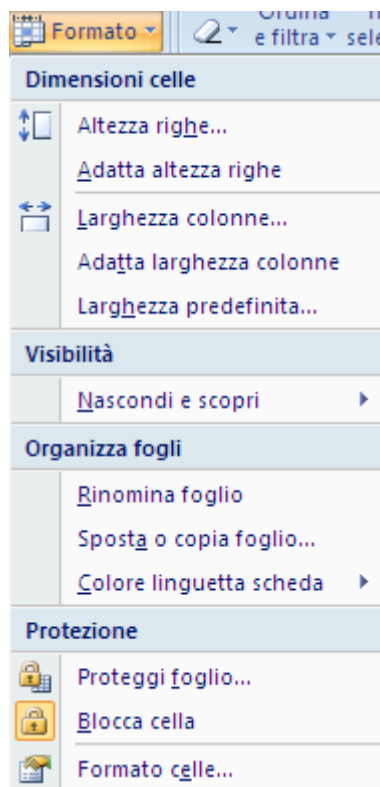 Formato
e filtra
Dimensioni celle
Altezza righe...
Adatta altezza righe
Larghezza colonne...
Adatta larghezza colonne
Larghezza predefinita...
Visibilità
Nascondi e scopri
Organizza fogli
Rinomina foglio
Sposta o copia foglio...
Colore linguetta scheda
Protezione
Proteggi foglio...
Blocca cella
Formato celle...